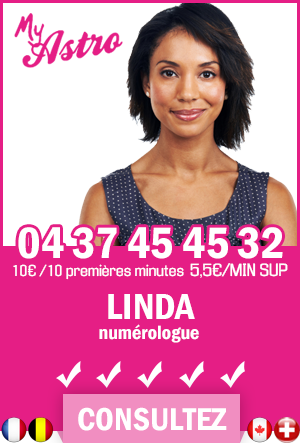 My
Astro
04 37 45 45 32
10€ /10 premières minutes 5,5€/MIN SUP
LINDA
numérologue
CONSULTEZ